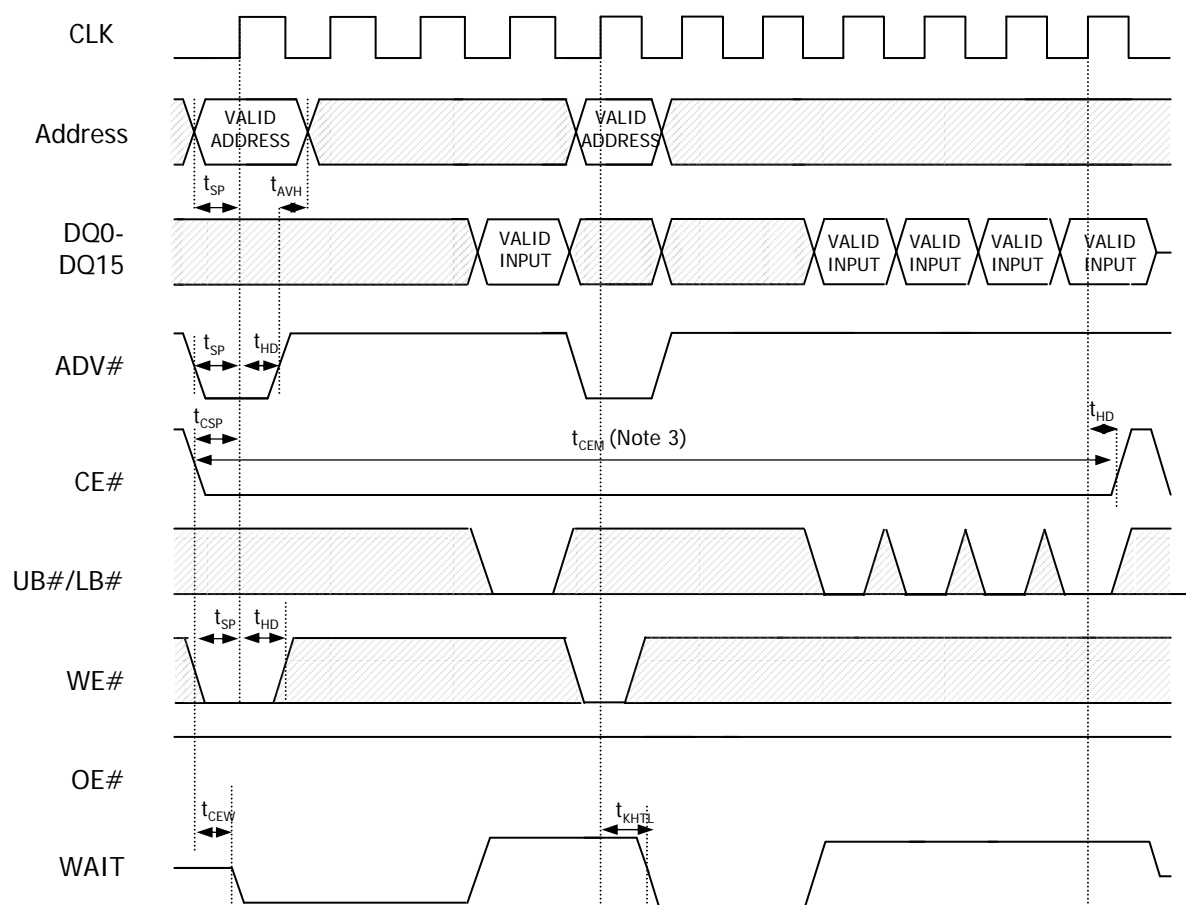 CLK
Address
VALID
ADDRESS
VALID
ADDRESS
tSP
tAVH
DQ0-
DQ15
VALID
INPUT
VALID
INPUT
VALID
INPUT
VALID
INPUT
VALID
INPUT
ADV#
tSP
tHD
CE#
tCSP
tCEM (Note 3)
tHD
UB#/LB#
WE#
tSP
tHD
OE#
tCEW
tKHTL
WAIT